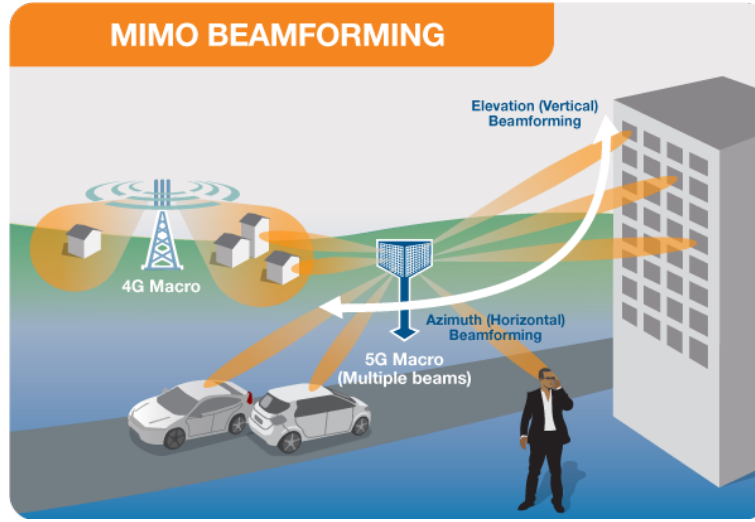 MIMO BEAMFORMING
Elevation (Vertical)
Beamforming
4G Macro
Azimuth (Horizontal)
Beamforming
5G Macro
(Multiple beams)